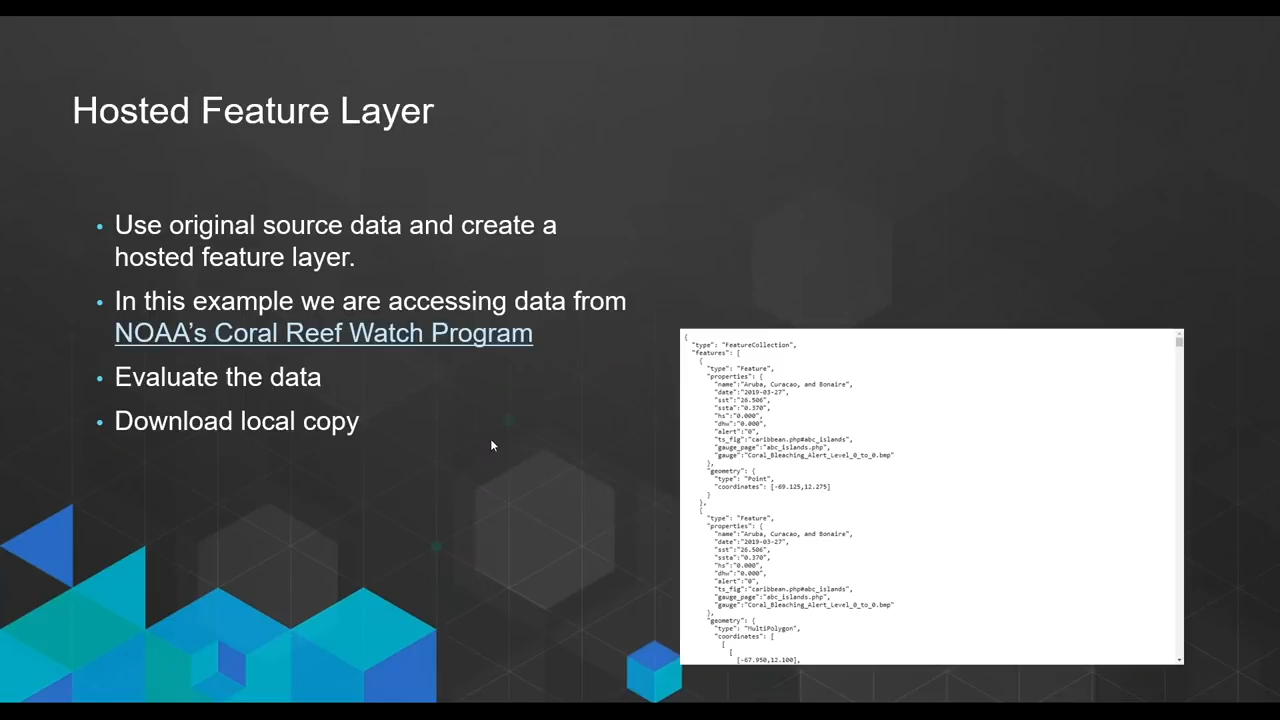 Hosted Feature Layer
• Use original source data and create a
hosted feature layer.
• In this example we are accessing data from
NOAA’s Coral Reef Watch Program
• Evaluate the data
• Download local copy
{
"type": "FeatureCollection",
"features": [
{
"type": "Feature",
"properties": {
"name":"Aruba, Curacao, and Bonaire",
"date":"2019-03-27",
"sst":"26.506",
"ssta":"0.370",
"hs":"0.000",
"dhw":"0.000",
"alert":"0",
"ts_fig":"caribbean.php#abc_islands",
"gauge_page":"abc_islands.php",
"gauge":"Coral_Bleaching_Alert_Level_0_to_0.bmp"
},
"geometry": {
"type": "Point",
"coordinates": [-69.125,12.275]
}
},
{
"type": "Feature",
"properties": {
"name":"Aruba, Curacao, and Bonaire",
"date":"2019-03-27",
"sst":"26.506",
"ssta":"0.370",
"hs":"0.000",
"dhw":"0.000",
"alert":"0",
"ts_fig":"caribbean.php#abc_islands",
"gauge_page":"abc_islands.php",
"gauge":"Coral_Bleaching_Alert_Level_0_to_0.bmp"
},
"geometry": {
"type": "MultiPolygon",
"coordinates": [
[
[
[-67.950,12.100],